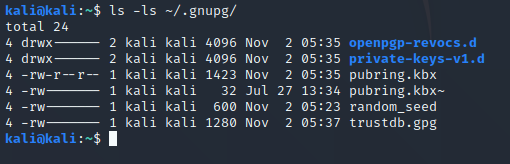 kali@kali:~$ ls -ls ~/.gnupg/
total 24
4 drwx------ 2 kali kali 4096 Nov  2 05:35 openpgp-revocs.d
4 drwx------ 2 kali kali 4096 Nov  2 05:35 private-keys-v1.d
4 -rw-r--r-- 1 kali kali 1423 Nov  2 05:35 pubring.kbx
4 -rw------- 1 kali kali   32 Jul 27 13:34 pubring.kbx~
4 -rw------- 1 kali kali  600 Nov  2 05:23 random_seed
4 -rw------- 1 kali kali 1280 Nov  2 05:37 trustdb.gpg
kali@kali:~$